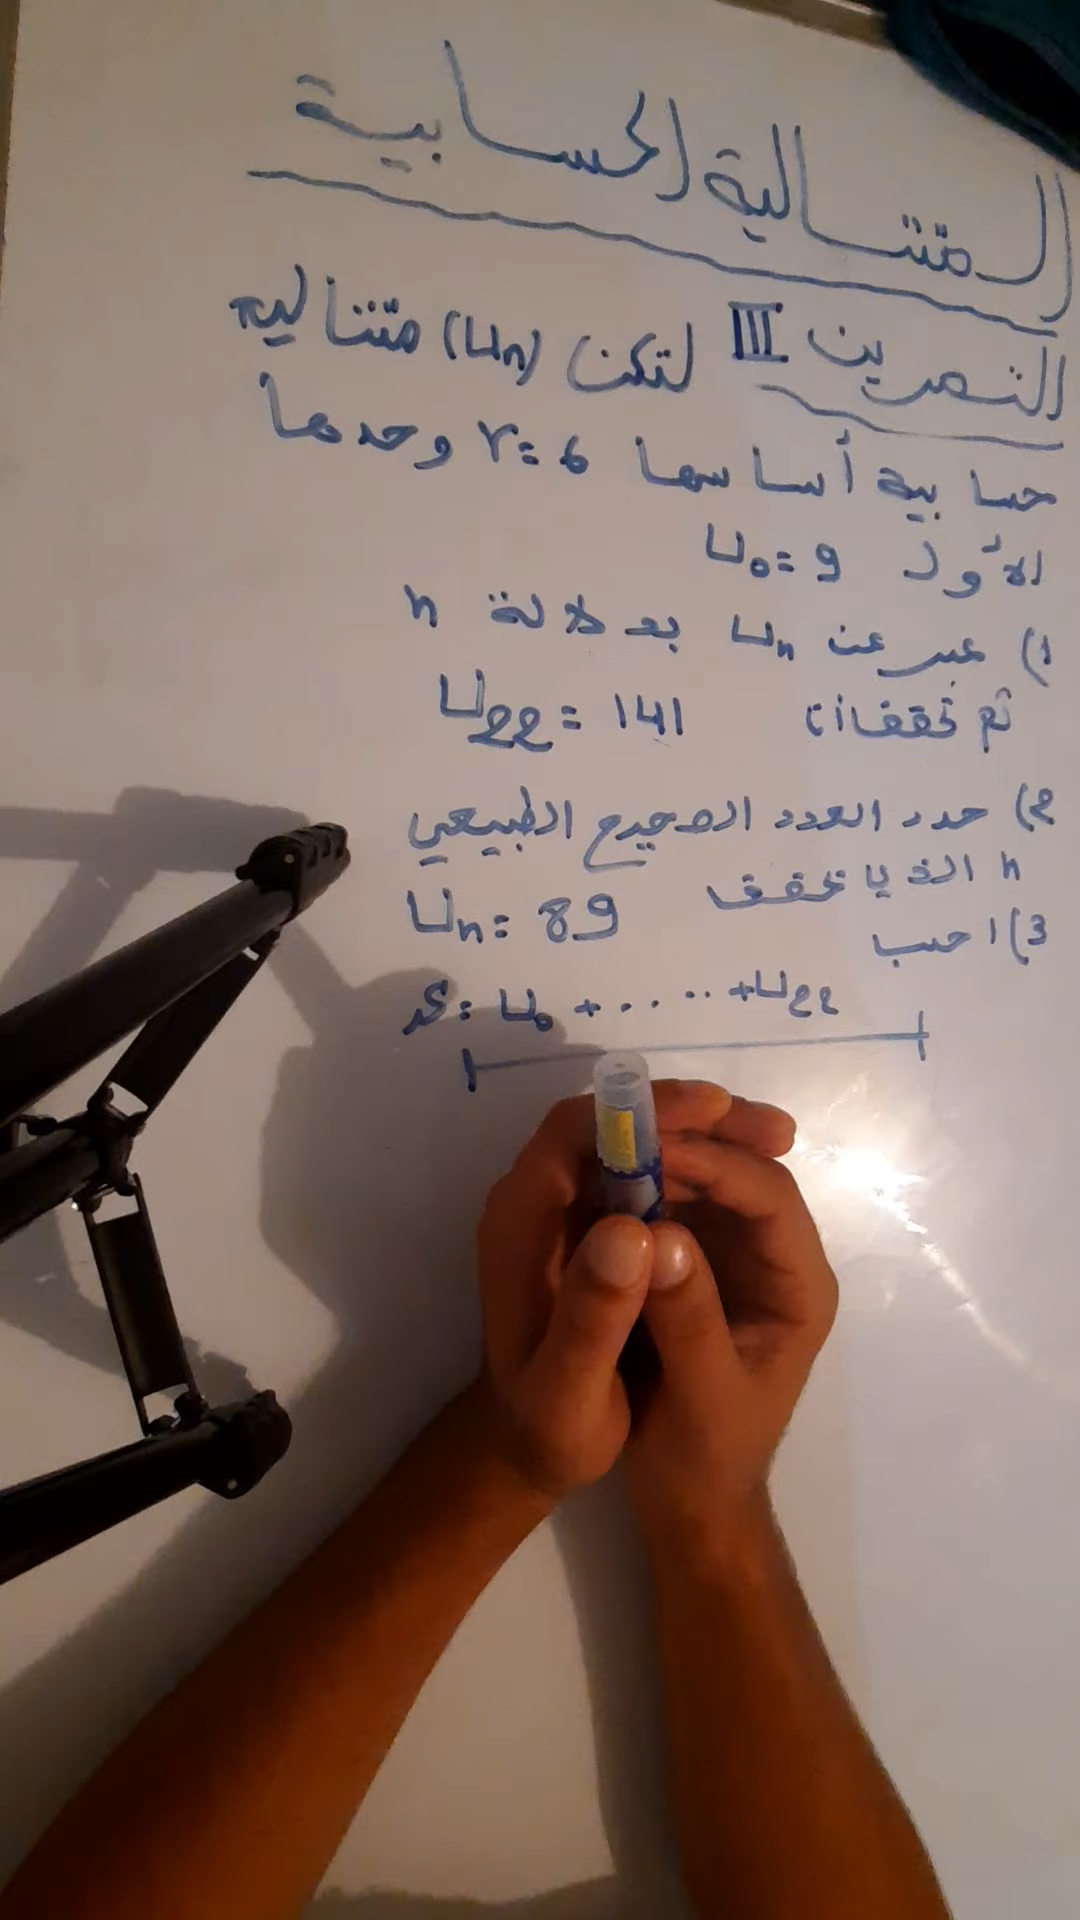 المتتالية الحسابية
التمرين III لتكن (Un) متتالية
حسابية أساسها r=6 وحدها
الأول U0=9
1) عبر عن Un بدلالة n
ثم تحقق أن U22=141
2) حدد العدد الصحيح الطبيعي
n الذي يحقق Un=89
3) احسب
S=U0+.....+U22